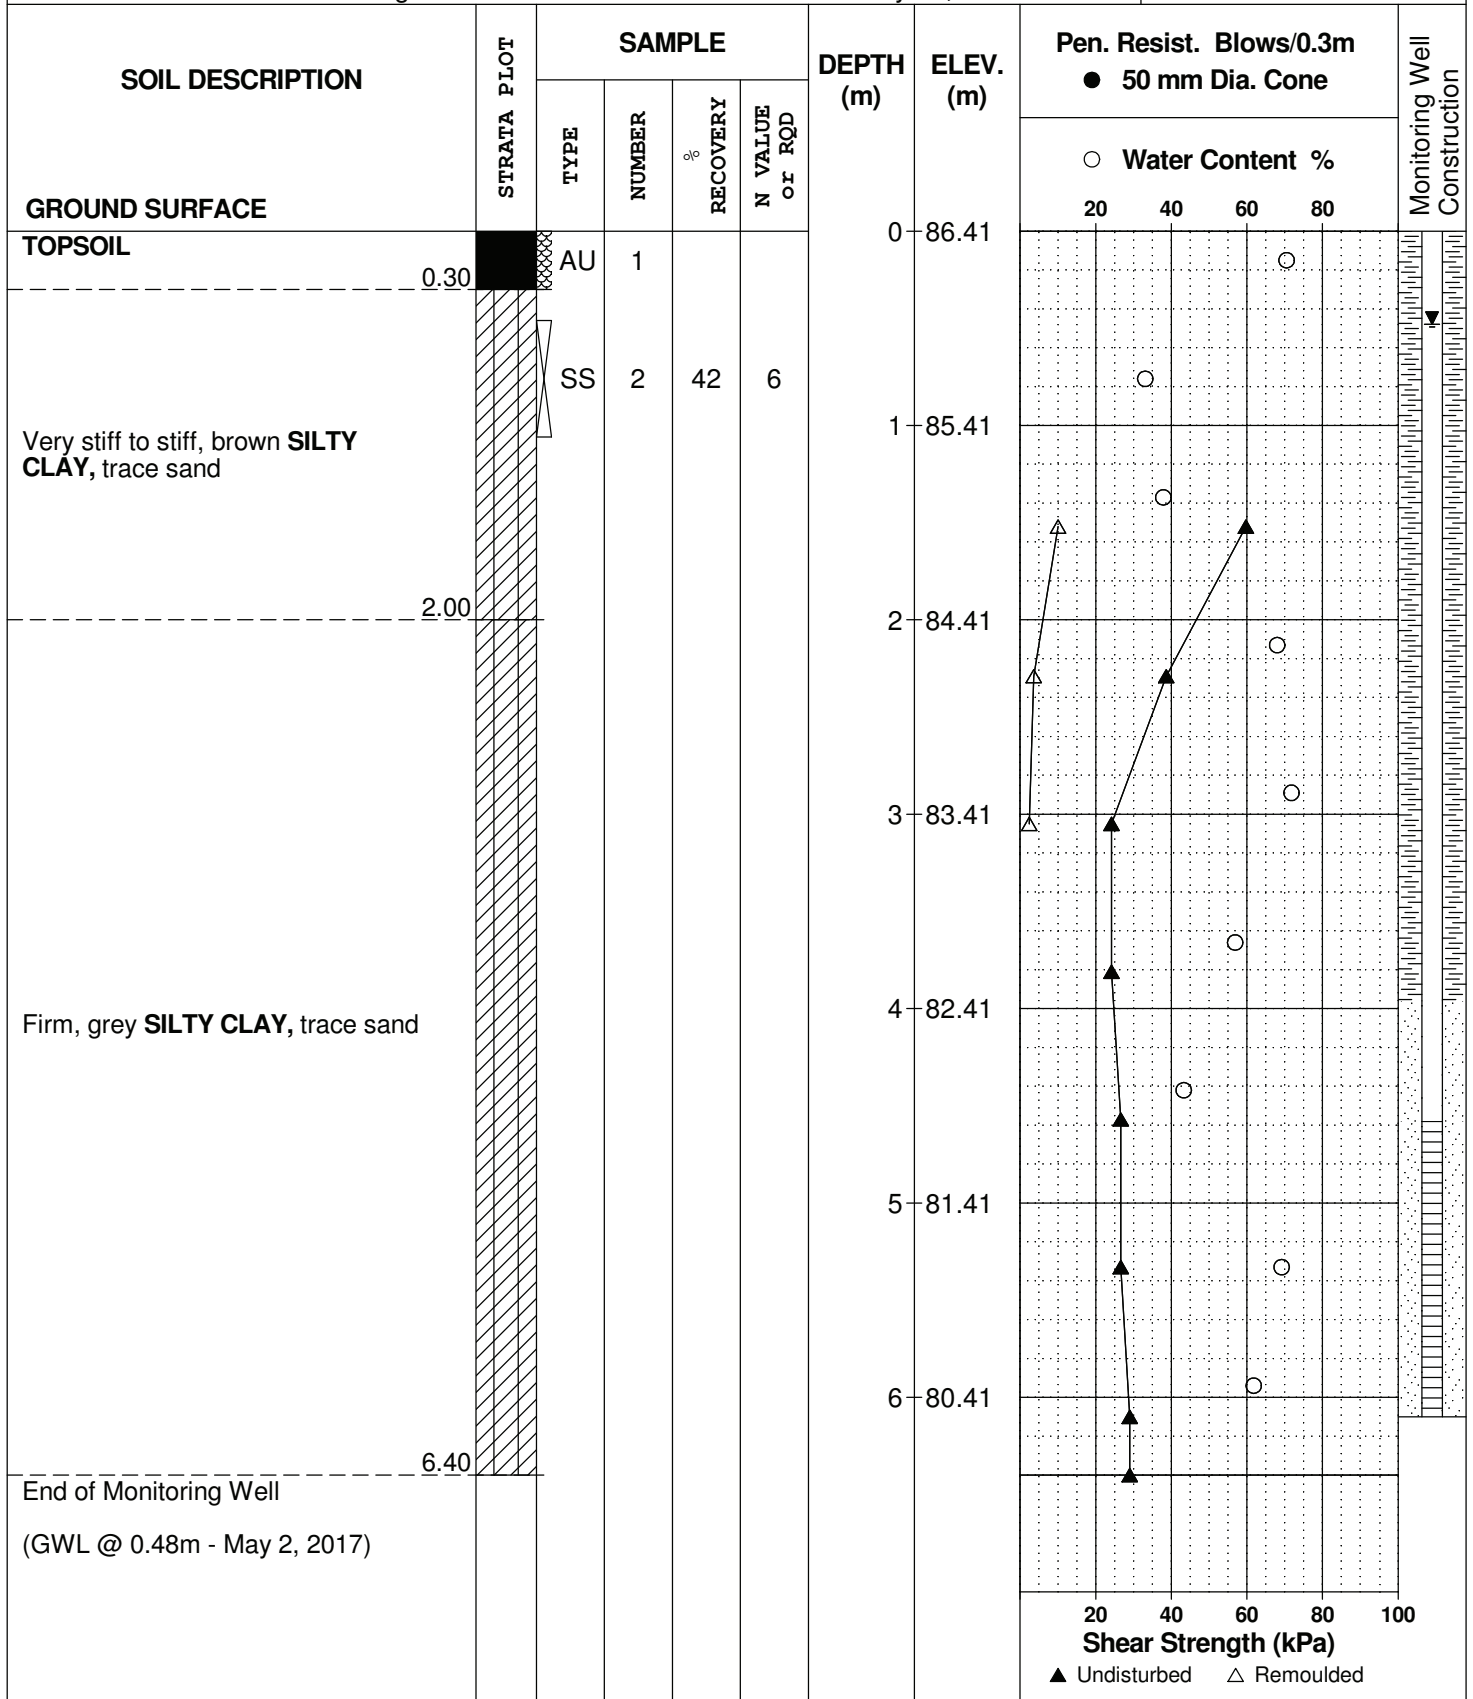 SOIL DESCRIPTION
GROUND SURFACE
STRATA PLOT
SAMPLE
TYPE
NUMBER
% RECOVERY
N VALUE or RQD
DEPTH (m)
ELEV. (m)
Pen. Resist. Blows/0.3m
● 50 mm Dia. Cone
○ Water Content %
20 40 60 80
Monitoring Well Construction
TOPSOIL
0.30
AU 1
0 86.41
SS 2 42 6
1 85.41
Very stiff to stiff, brown SILTY
CLAY, trace sand
2.00
2 84.41
3 83.41
4 82.41
Firm, grey SILTY CLAY, trace sand
5 81.41
6 80.41
6.40
End of Monitoring Well
(GWL @ 0.48m - May 2, 2017)
20 40 60 80 100
Shear Strength (kPa)
▲ Undisturbed △ Remoulded